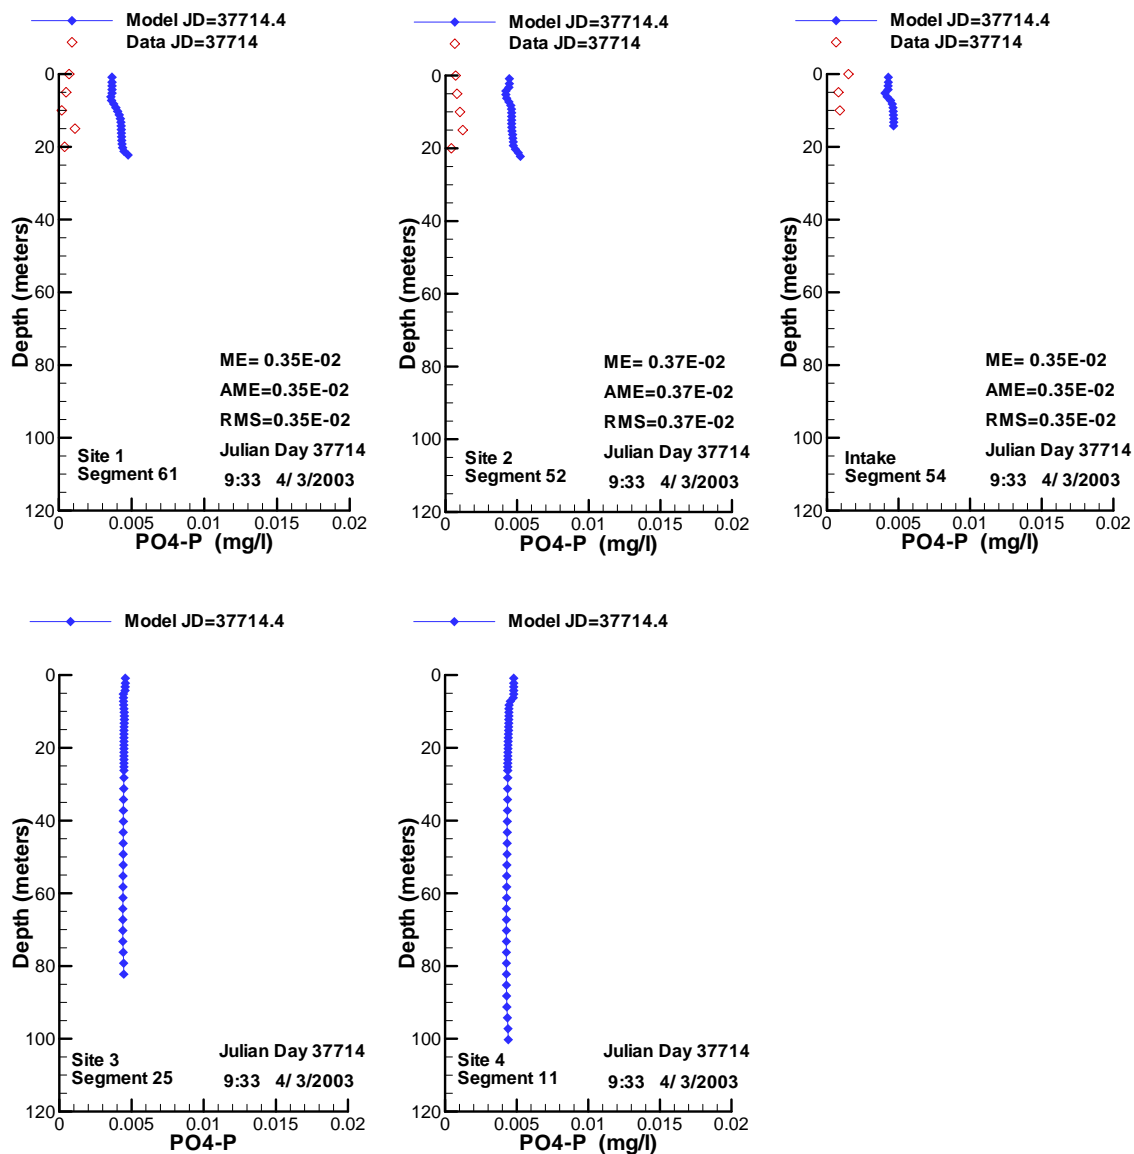 Model JD=37714.4
Data JD=37714
0
20
40
60
80
100
120
Depth (meters)
ME= 0.35E-02
AME=0.35E-02
RMS=0.35E-02
Julian Day 37714
9:33 4/ 3/2003
Site 1
Segment 61
0 0.005 0.01 0.015 0.02
PO4-P (mg/l)
Model JD=37714.4
Data JD=37714
0
20
40
60
80
100
120
Depth (meters)
ME= 0.37E-02
AME=0.37E-02
RMS=0.37E-02
Julian Day 37714
9:33 4/ 3/2003
Site 2
Segment 52
0 0.005 0.01 0.015 0.02
PO4-P (mg/l)
Model JD=37714.4
Data JD=37714
0
20
40
60
80
100
120
Depth (meters)
ME= 0.35E-02
AME=0.35E-02
RMS=0.35E-02
Julian Day 37714
9:33 4/ 3/2003
Intake
Segment 54
0 0.005 0.01 0.015 0.02
PO4-P (mg/l)
Model JD=37714.4
0
20
40
60
80
100
120
Depth (meters)
Julian Day 37714
9:33 4/ 3/2003
Site 3
Segment 25
0 0.005 0.01 0.015 0.02
PO4-P
Model JD=37714.4
0
20
40
60
80
100
120
Depth (meters)
Julian Day 37714
9:33 4/ 3/2003
Site 4
Segment 11
0 0.005 0.01 0.015 0.02
PO4-P (mg/l)